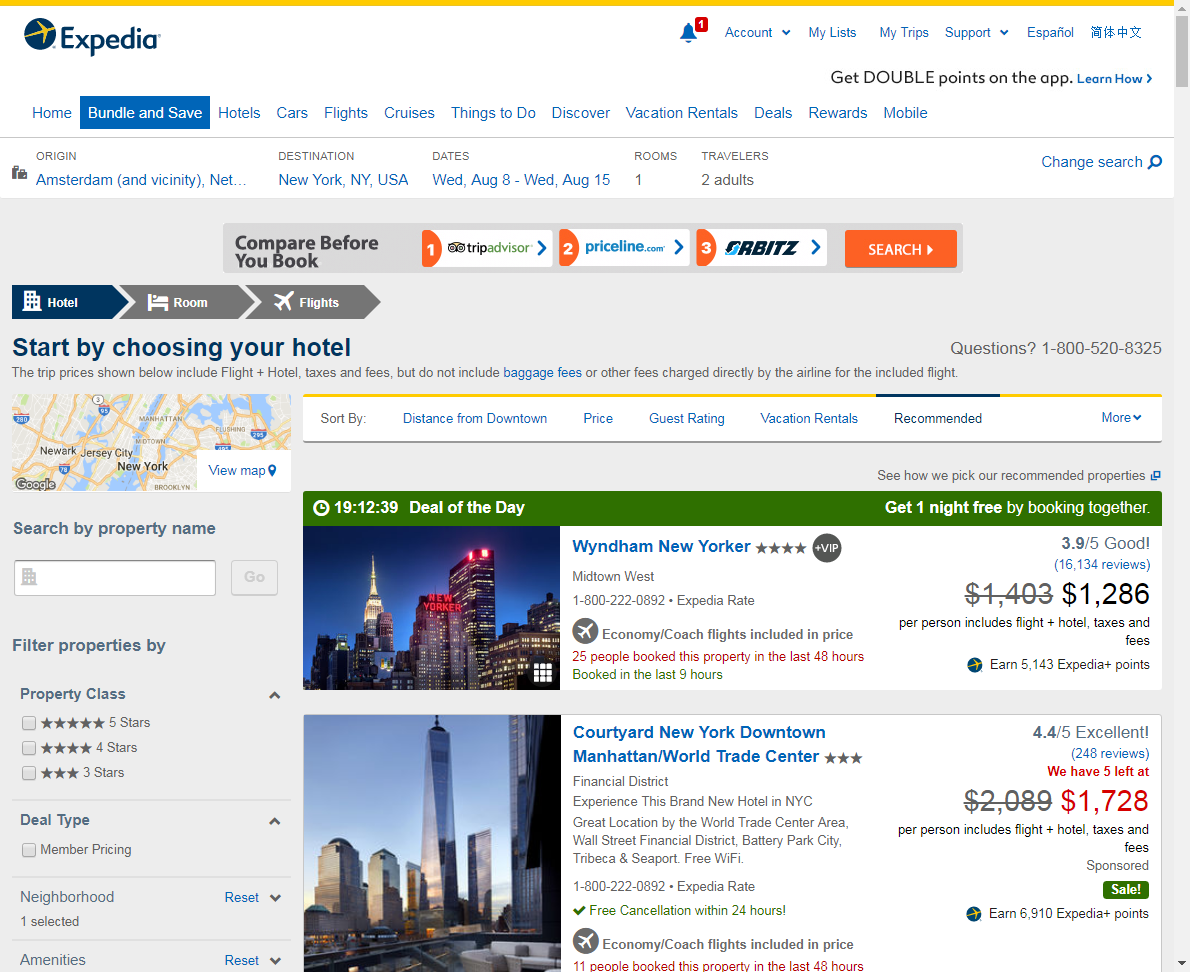 Expedia
1
Account
My Lists
My Trips
Support
Español
简体中文
Get DOUBLE points on the app. Learn How
Home
Bundle and Save
Hotels
Cars
Flights
Cruises
Things to Do
Discover
Vacation Rentals
Deals
Rewards
Mobile
ORIGIN
Amsterdam (and vicinity), Net...
DESTINATION
New York, NY, USA
DATES
Wed, Aug 8 - Wed, Aug 15
ROOMS
1
TRAVELERS
2 adults
Change search
Compare Before
You Book
1 tripadvisor
2 priceline.com
3 ORBITZ
SEARCH
Hotel
Room
Flights
Start by choosing your hotel
Questions? 1-800-520-8325
The trip prices shown below include Flight + Hotel, taxes and fees, but do not include baggage fees or other fees charged directly by the airline for the included flight.
3
280
95
MANHATTAN
FLUSHING
295
MIDTOWN
495
Newark
Jersey City
78
New York
BROOKLYN
Google
View map
Sort By:
Distance from Downtown
Price
Guest Rating
Vacation Rentals
Recommended
More
See how we pick our recommended properties
Search by property name
Go
Filter properties by
Property Class
5 Stars
4 Stars
3 Stars
Deal Type
Member Pricing
Neighborhood
Reset
1 selected
Amenities
Reset
19:12:39 Deal of the Day
Get 1 night free by booking together.
NEW
YORKER
Wyndham New Yorker
+VIP
Midtown West
1-800-222-0892 • Expedia Rate
Economy/Coach flights included in price
25 people booked this property in the last 48 hours
Booked in the last 9 hours
3.9/5 Good!
(16,134 reviews)
$1,403 $1,286
per person includes flight + hotel, taxes and
fees
Earn 5,143 Expedia+ points
Courtyard New York Downtown
Manhattan/World Trade Center
Financial District
Experience This Brand New Hotel in NYC
Great Location by the World Trade Center Area,
Wall Street Financial District, Battery Park City,
Tribeca & Seaport. Free WiFi.
1-800-222-0892 • Expedia Rate
Free Cancellation within 24 hours!
Economy/Coach flights included in price
11 people booked this property in the last 48 hours
4.4/5 Excellent!
(248 reviews)
We have 5 left at
$2,089 $1,728
per person includes flight + hotel, taxes and
fees
Sponsored
Sale!
Earn 6,910 Expedia+ points